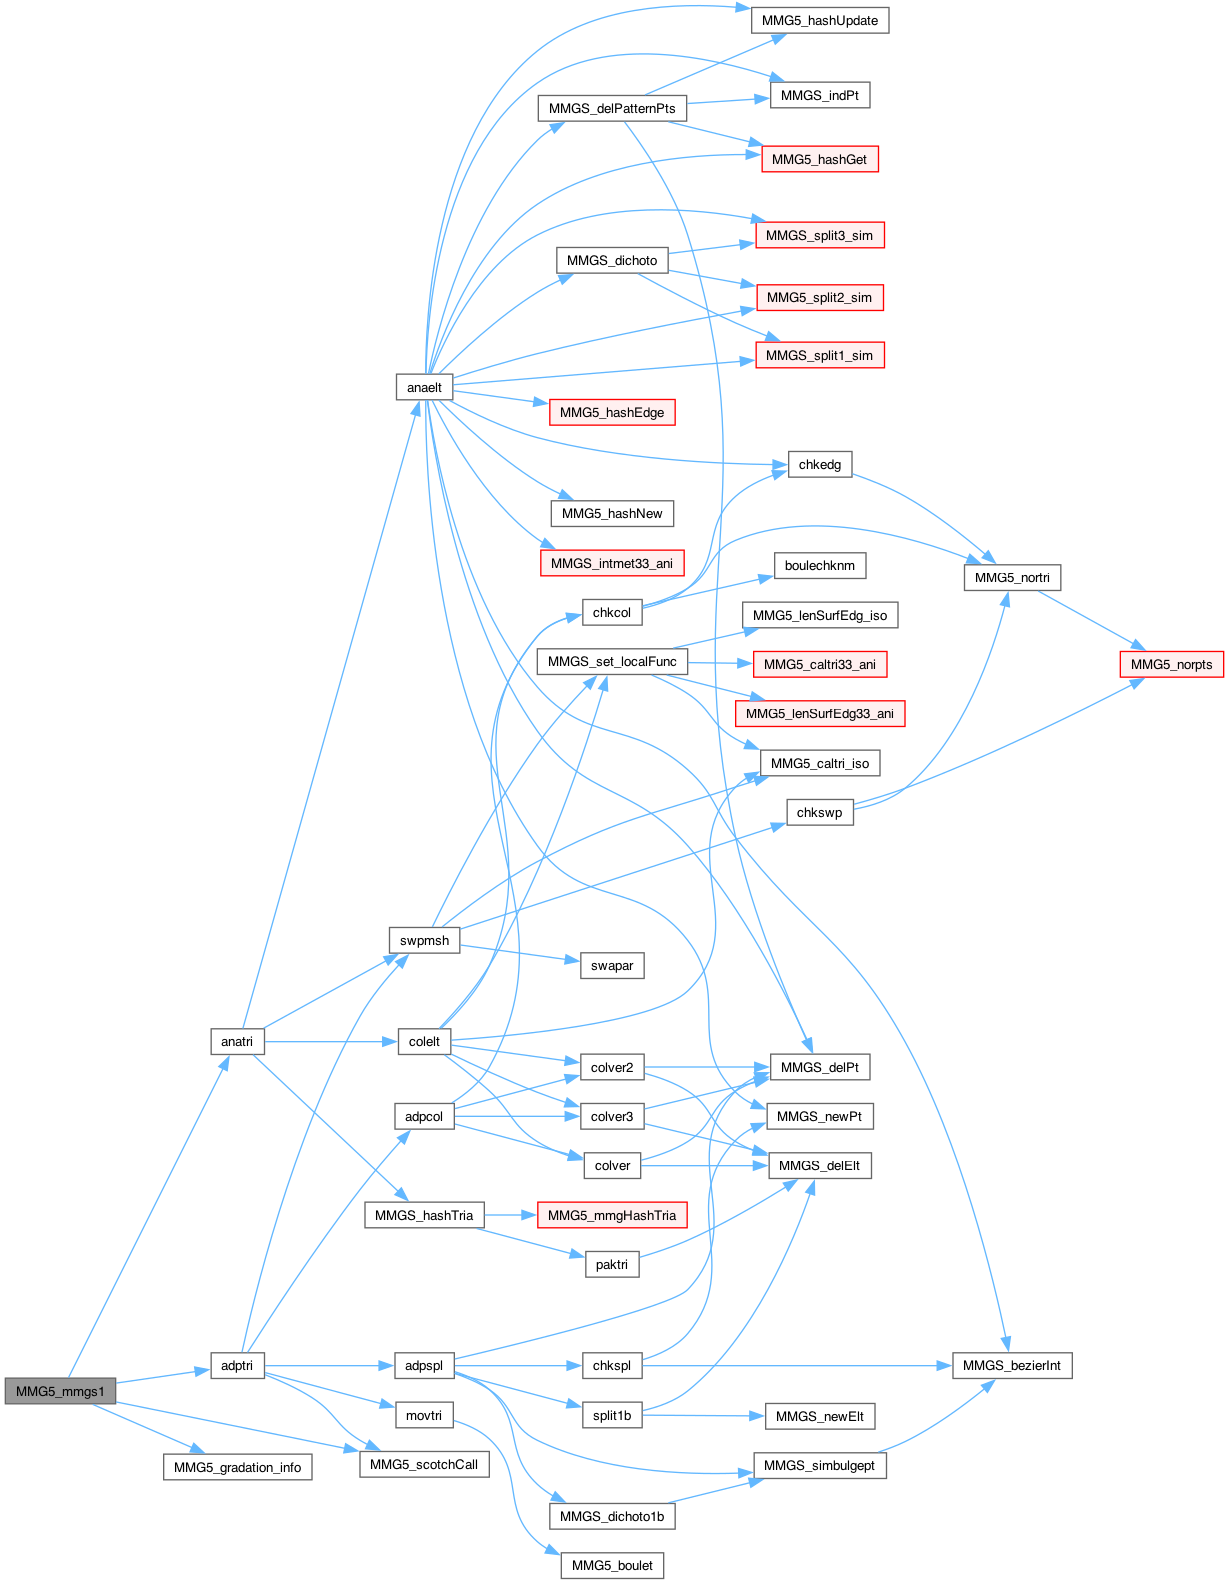 MMG5_hashUpdate
MMGS_indPt
MMGS_delPatternPts
MMG5_hashGet
MMGS_split3_sim
MMGS_dichoto
MMG5_split2_sim
MMGS_split1_sim
anaelt
MMG5_hashEdge
chkedg
MMG5_hashNew
MMGS_intmet33_ani
boulechknm
MMG5_nortri
chkcol
MMG5_lenSurfEdg_iso
MMGS_set_localFunc
MMG5_caltri33_ani
MMG5_norpts
MMG5_lenSurfEdg33_ani
MMG5_caltri_iso
chkswp
swpmsh
swapar
anatri
colelt
colver2
MMGS_delPt
adpcol
colver3
MMGS_newPt
colver
MMGS_delElt
MMGS_hashTria
MMG5_mmgHashTria
paktri
adptri
adpspl
chkspl
MMGS_bezierInt
MMG5_mmgs1
movtri
split1b
MMGS_newElt
MMG5_gradation_info
MMG5_scotchCall
MMGS_simbulgept
MMGS_dichoto1b
MMG5_boulet